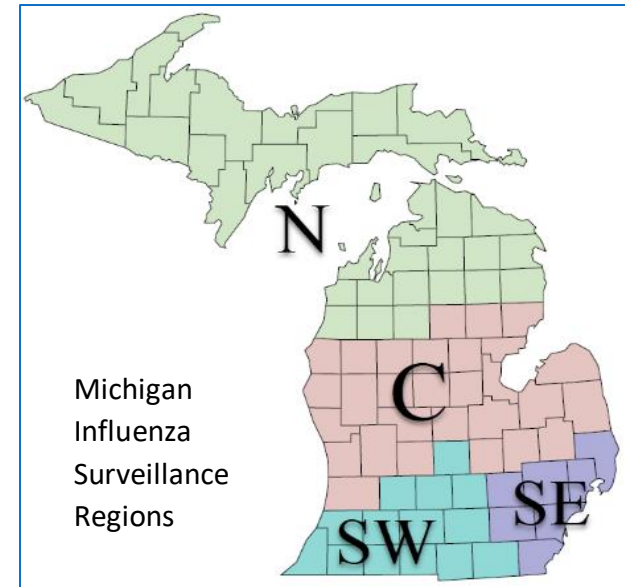 N
C
Michigan
Influenza
Surveillance
Regions
SE
SW